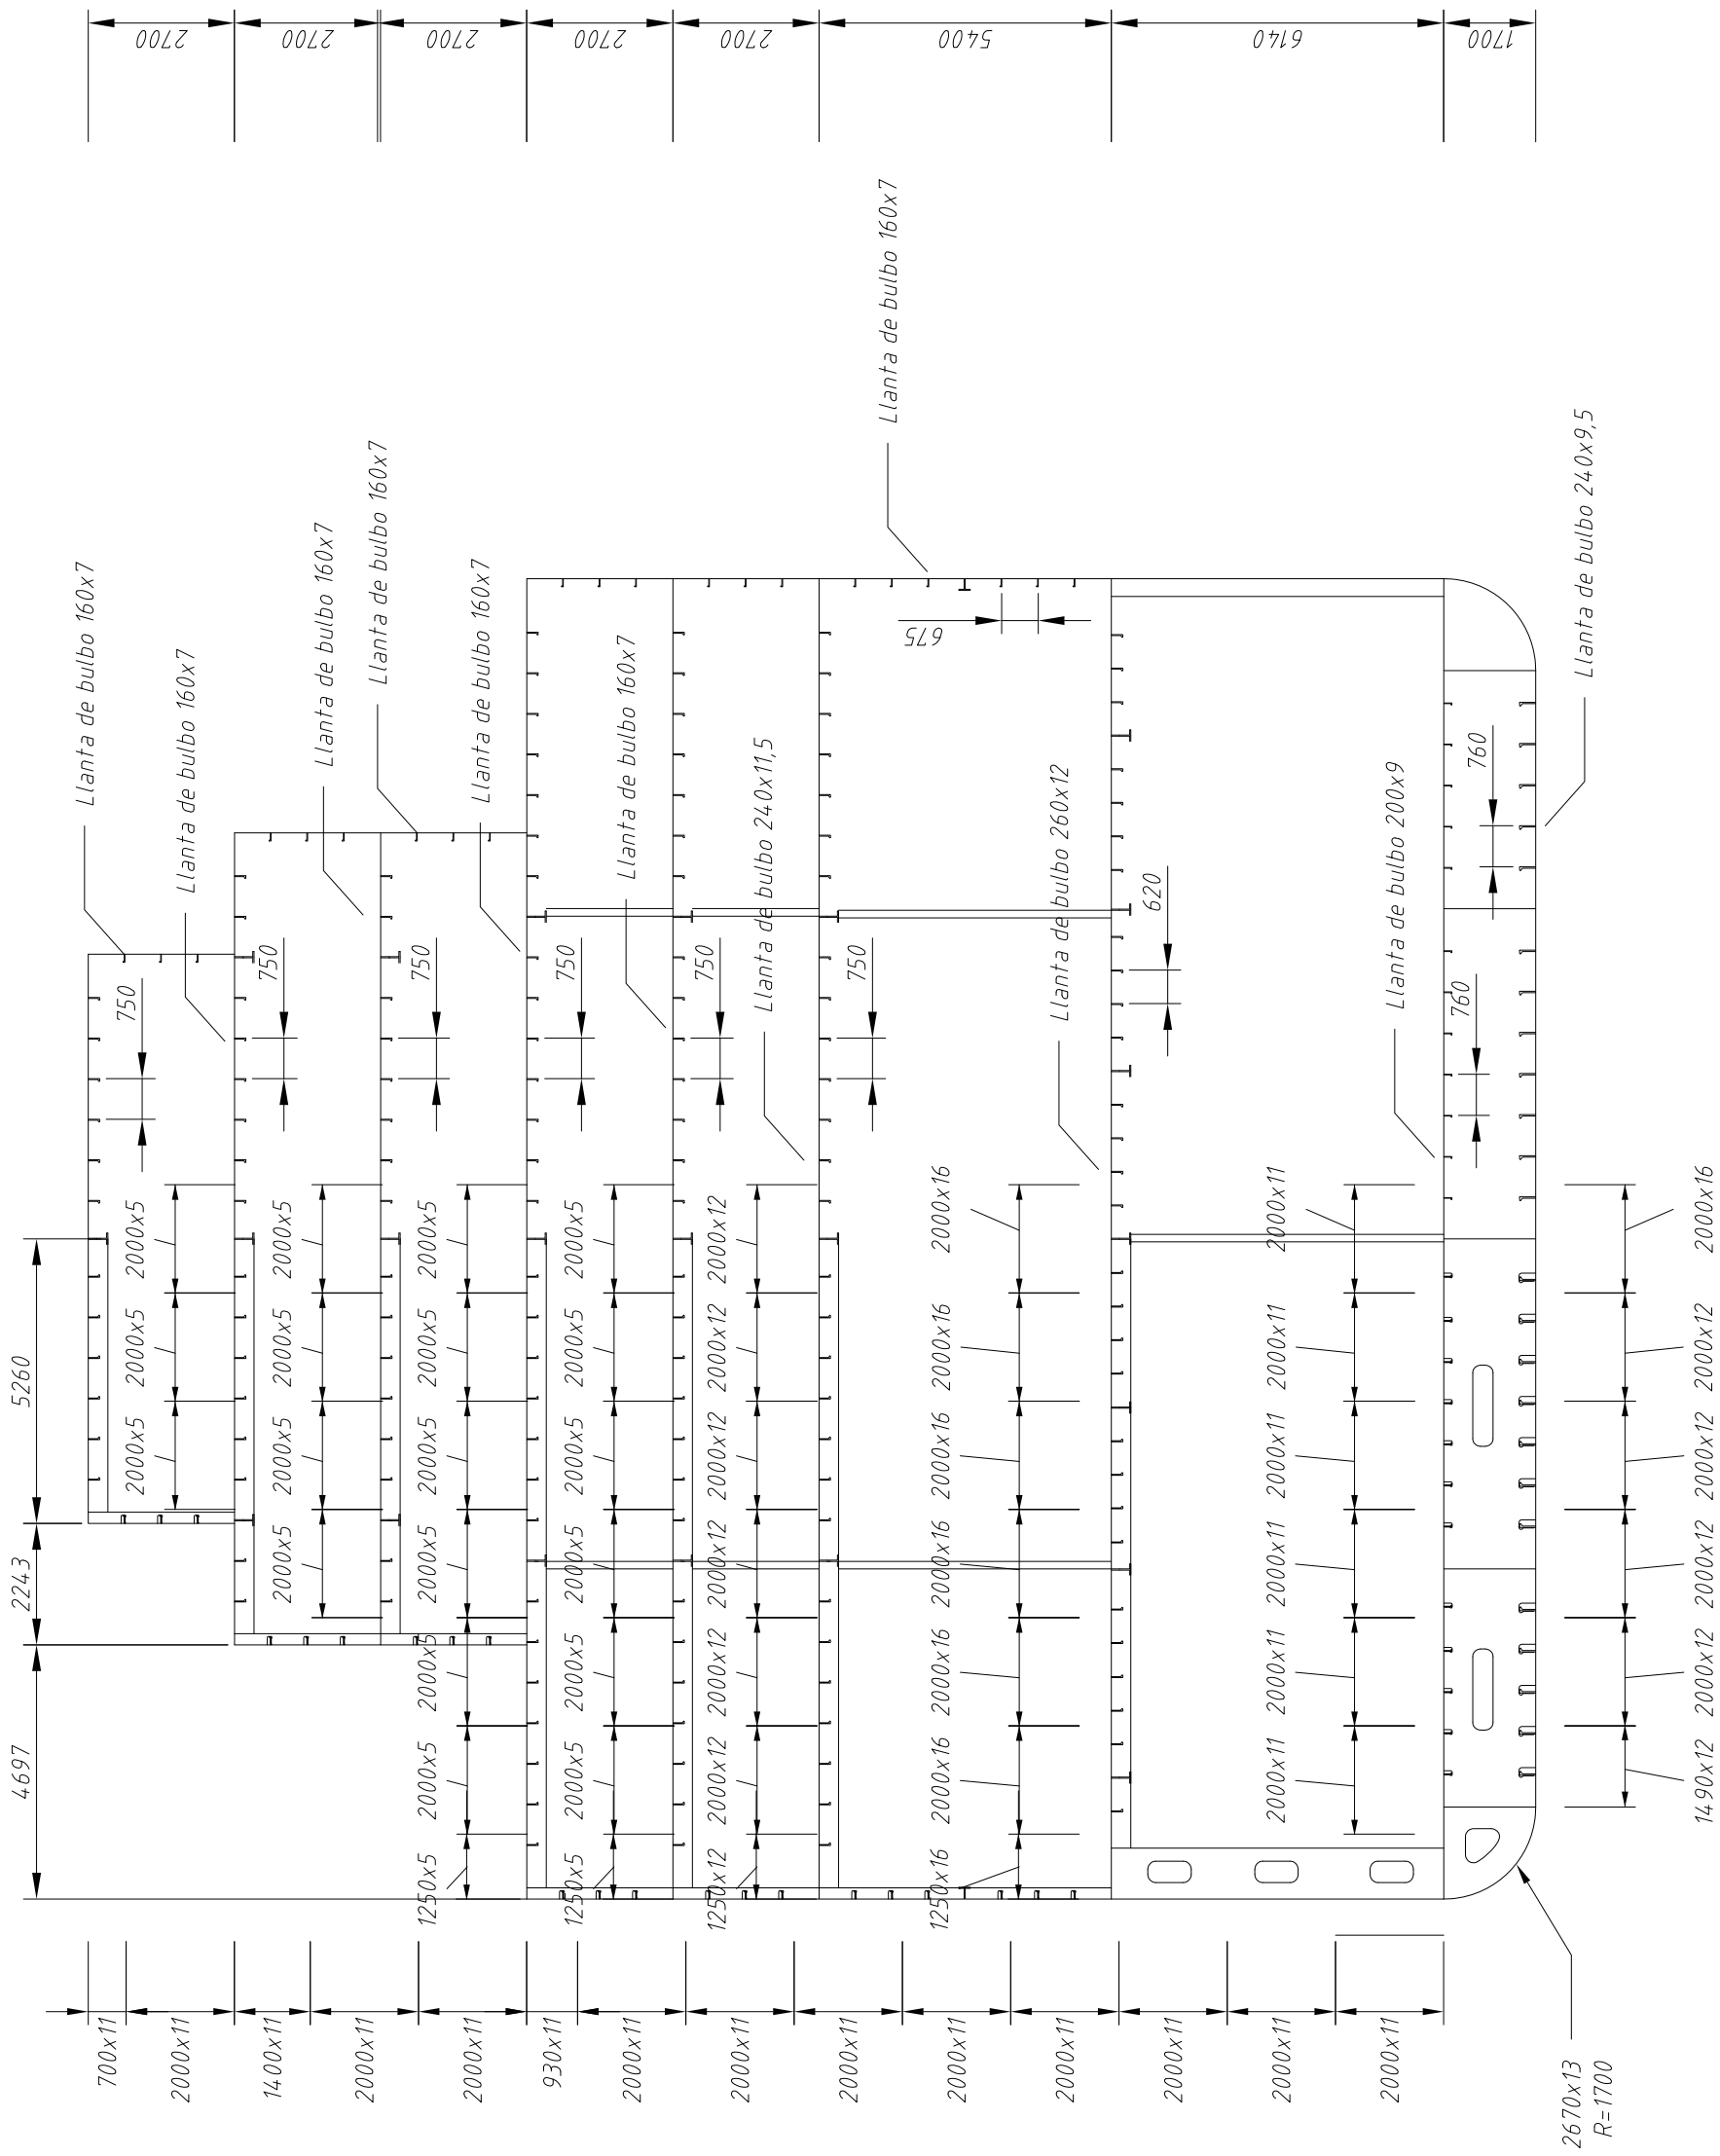 2700
2700
2700
2700
2700
5400
6140
1700
Llanta de bulbo 160x7
Llanta de bulbo 160x7
Llanta de bulbo 160x7
Llanta de bulbo 160x7
Llanta de bulbo 160x7
Llanta de bulbo 160x7
Llanta de bulbo 240x11,5
Llanta de bulbo 160x7
Llanta de bulbo 260x12
Llanta de bulbo 200x9
Llanta de bulbo 240x9,5
675
750
750
750
750
750
750
620
760
760
5260
2243
4697
2000x5
2000x5
2000x5
2000x5
2000x5
2000x5
2000x5
2000x5
2000x5
2000x5
2000x5
2000x5
2000x5
1250x5
2000x5
2000x5
2000x5
2000x5
2000x5
2000x5
1250x5
2000x12
2000x12
2000x12
2000x12
2000x12
2000x12
1250x12
2000x16
2000x16
2000x16
2000x16
2000x16
2000x16
1250x16
2000x11
2000x11
2000x11
2000x11
2000x11
2000x11
2000x16
2000x12
2000x12
2000x12
2000x12
1490x12
700x11
2000x11
1400x11
2000x11
2000x11
930x11
2000x11
2000x11
2000x11
2000x11
2000x11
2000x11
2000x11
2000x11
2670x13
R=1700